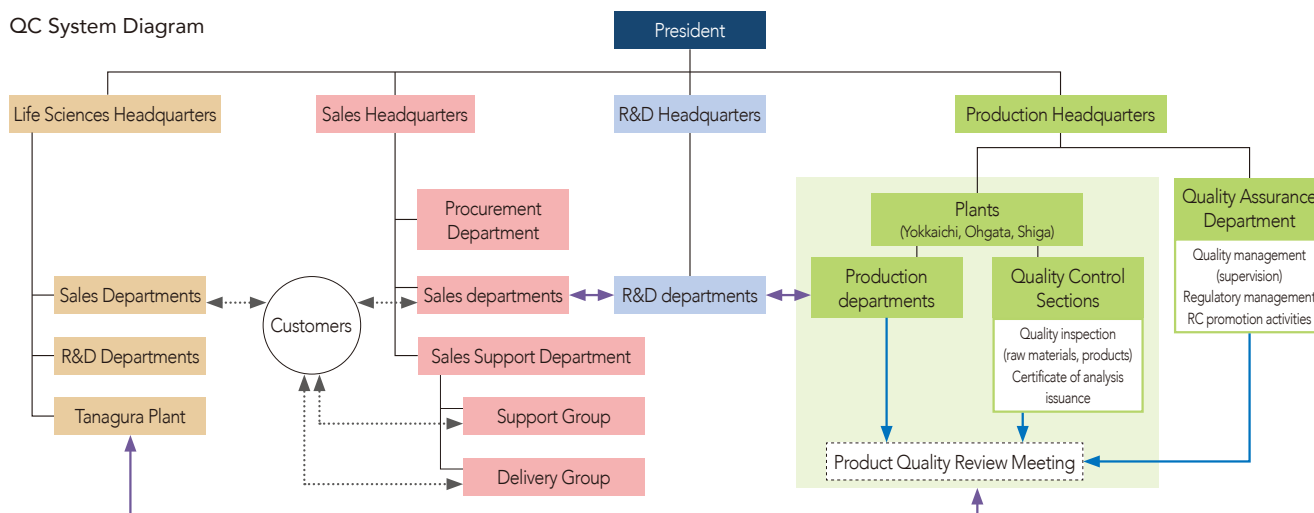 QC System Diagram
President
Life Sciences Headquarters
Sales Headquarters
R&D Headquarters
Production Headquarters
Procurement
Department
Plants
(Yokkaichi, Ohgata, Shiga)
Quality Assurance
Department
Quality management
(supervision)
Regulatory management
RC promotion activities
Sales Departments
Customers
Sales departments
R&D departments
Production
departments
Quality Control
Sections
Quality inspection
(raw materials, products)
Certificate of analysis
issuance
R&D Departments
Sales Support Department
Tanagura Plant
Support Group
Delivery Group
Product Quality Review Meeting